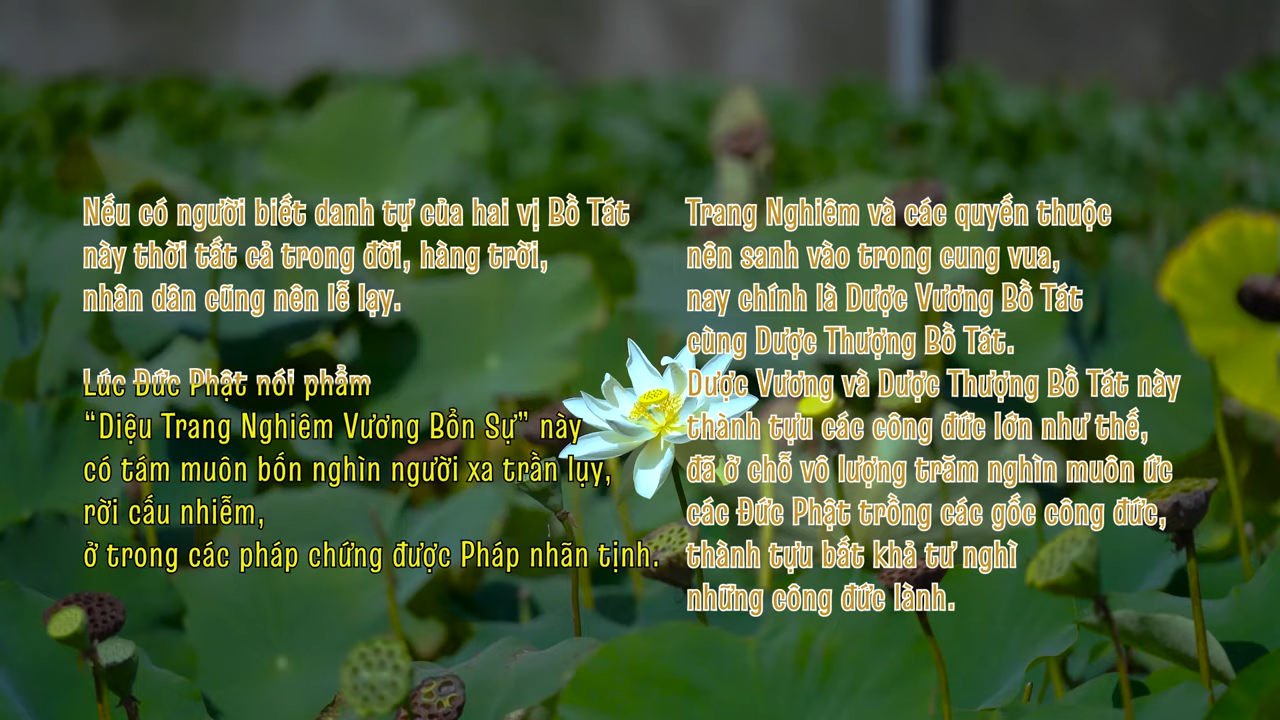 Nếu có người biết danh tự của hai vị Bồ Tát
này thời tất cả trong đời, hàng trời,
nhân dân cũng nên lễ lạy.
Lúc Đức Phật nói phẩm
“Diệu Trang Nghiêm Vương Bổn Sự” này
có tám muôn bốn nghìn người xa trần lụy,
rời cấu nhiễm,
ở trong các pháp chứng được Pháp nhãn tịnh.
Trang Nghiêm và các quyến thuộc
nên sanh vào trong cung vua,
nay chính là Dược Vương Bồ Tát
cùng Dược Thượng Bồ Tát.
Dược Vương và Dược Thượng Bồ Tát này
thành tựu các công đức lớn như thế,
đã ở chỗ vô lượng trăm nghìn muôn ức
các Đức Phật trồng các gốc công đức,
thành tựu bất khả tư nghì
những công đức lành.